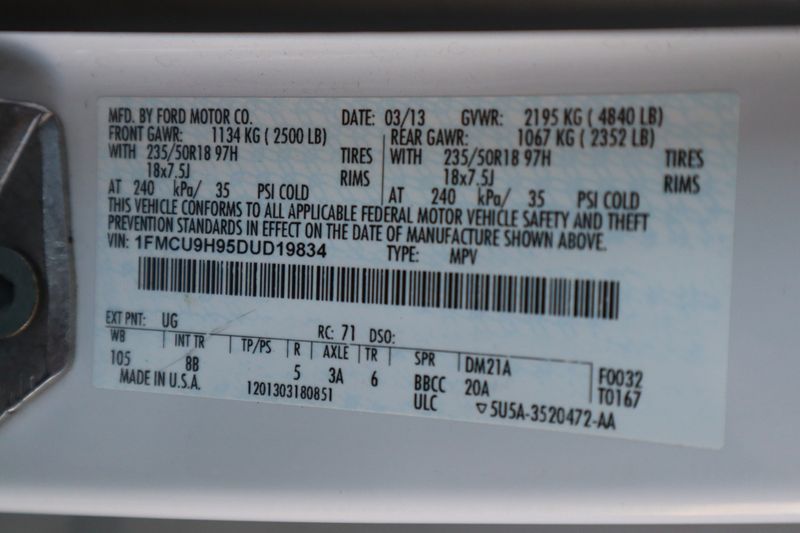 MFD. BY FORD MOTOR CO. DATE: 03/13 GVWR: 2195 KG ( 4840 LB)
FRONT GAWR: 1134 KG ( 2500 LB) REAR GAWR: 1067 KG ( 2352 LB)
WITH 235/50R18 97H TIRES WITH 235/50R18 97H TIRES
18x7.5J RIMS 18x7.5J RIMS
AT 240 kPa/ 35 PSI COLD AT 240 kPa/ 35 PSI COLD
THIS VEHICLE CONFORMS TO ALL APPLICABLE FEDERAL MOTOR VEHICLE SAFETY AND THEFT
PREVENTION STANDARDS IN EFFECT ON THE DATE OF MANUFACTURE SHOWN ABOVE.
VIN: 1FMCU9H95DUD19834 TYPE: MPV
EXT PNT: UG RC: 71 DSO:
WB INT TR TP/PS R AXLE TR SPR DM21A F0032
105 8B 5 3A 6 BBCC 20A T0167
MADE IN U.S.A. 1201303180851 ULC ▽5U5A-3520472-AA